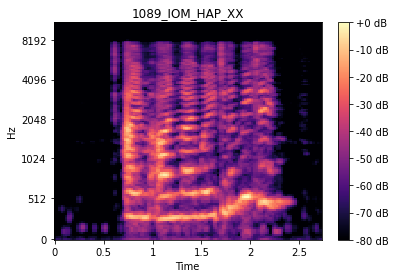 1089_IOM_HAP_XX
+0 dB
8192
-10 dB
4096
-20 dB
-30 dB
2048
Hz
-40 dB
1024
-50 dB
512
-60 dB
-70 dB
0
-80 dB
0 0.5 1 1.5 2 2.5
Time